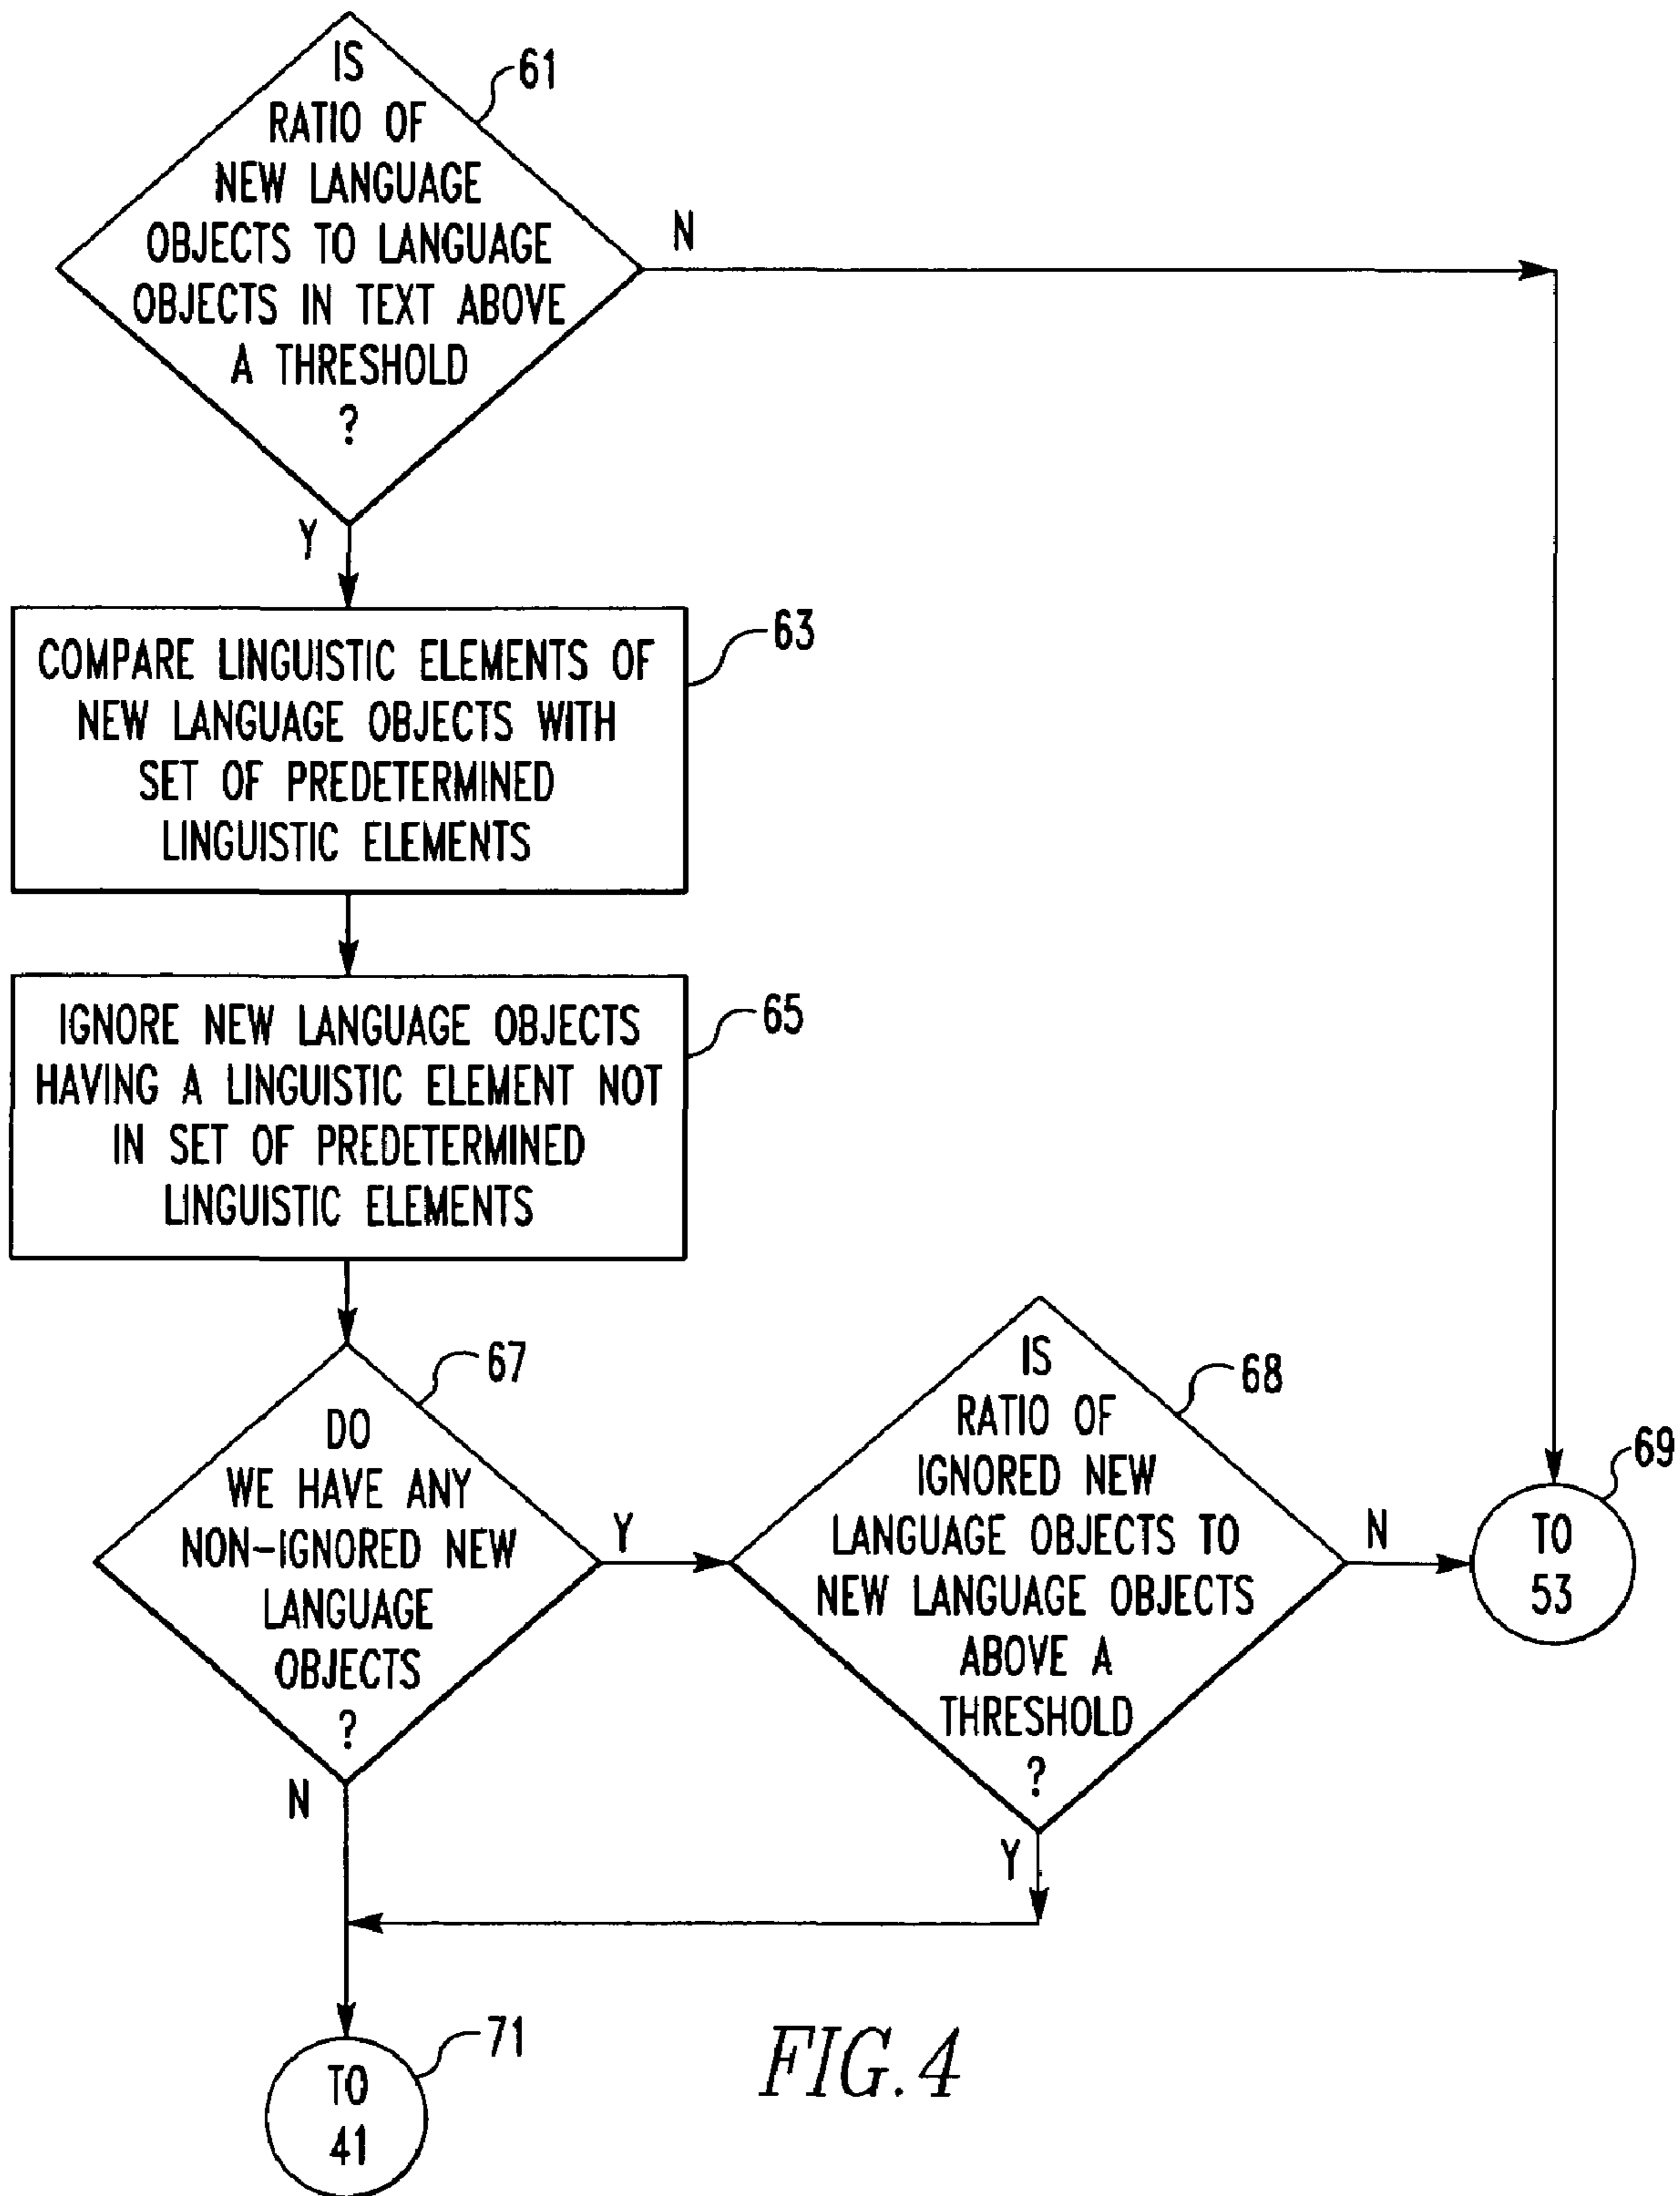 IS
RATIO OF
NEW LANGUAGE
OBJECTS TO LANGUAGE
OBJECTS IN TEXT ABOVE
A THRESHOLD
?
61
N
Y
COMPARE LINGUISTIC ELEMENTS OF
NEW LANGUAGE OBJECTS WITH
SET OF PREDETERMINED
LINGUISTIC ELEMENTS
63
IGNORE NEW LANGUAGE OBJECTS
HAVING A LINGUISTIC ELEMENT NOT
IN SET OF PREDETERMINED
LINGUISTIC ELEMENTS
65
DO
WE HAVE ANY
NON-IGNORED NEW
LANGUAGE
OBJECTS
?
67
Y
N
IS
RATIO OF
IGNORED NEW
LANGUAGE OBJECTS TO
NEW LANGUAGE OBJECTS
ABOVE A
THRESHOLD
?
68
N
Y
TO
53
69
TO
41
71
FIG.4